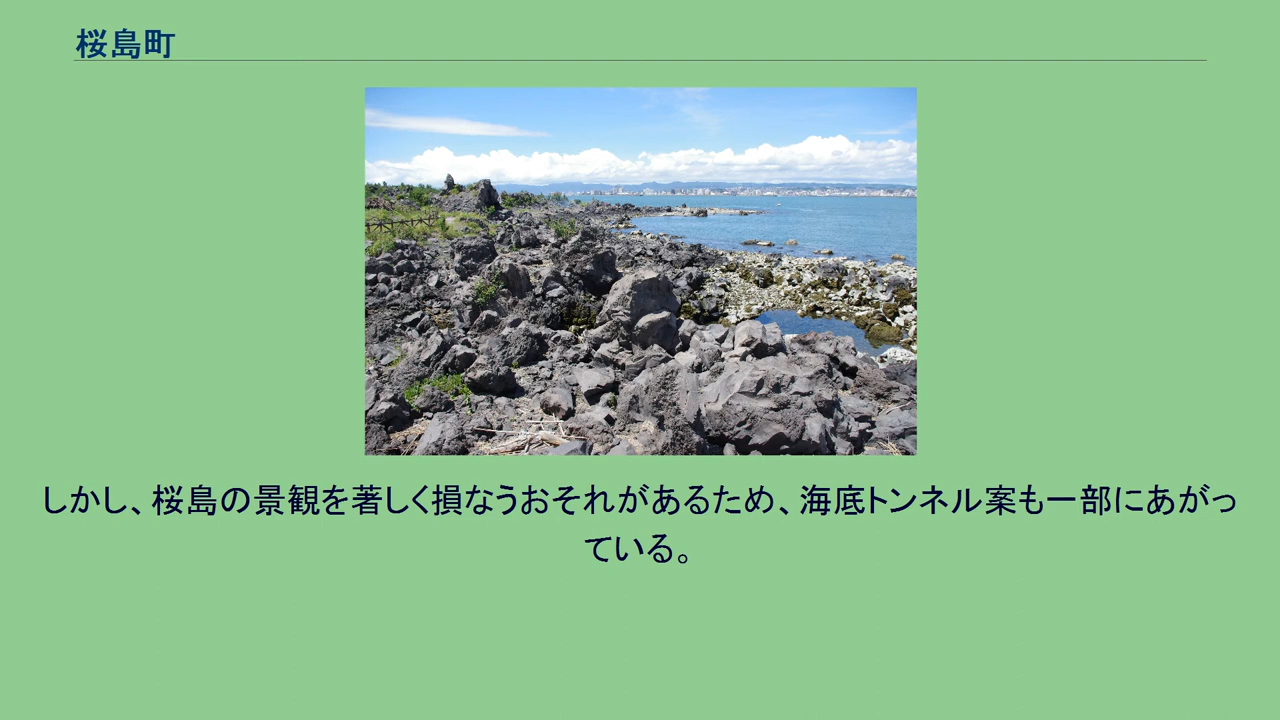 桜島町
しかし、桜島の景観を著しく損なうおそれがあるため、海底トンネル案も一部にあがっ
ている。